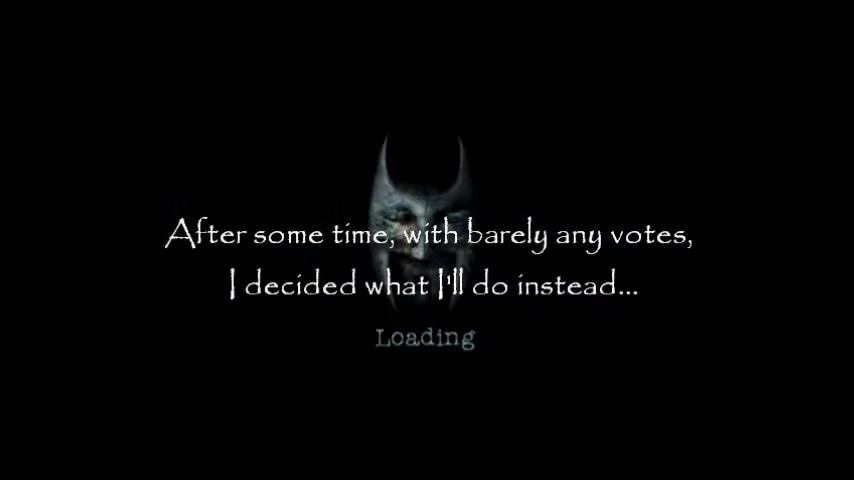 After some time, with barely any votes,
I decided what I'll do instead...
Loading